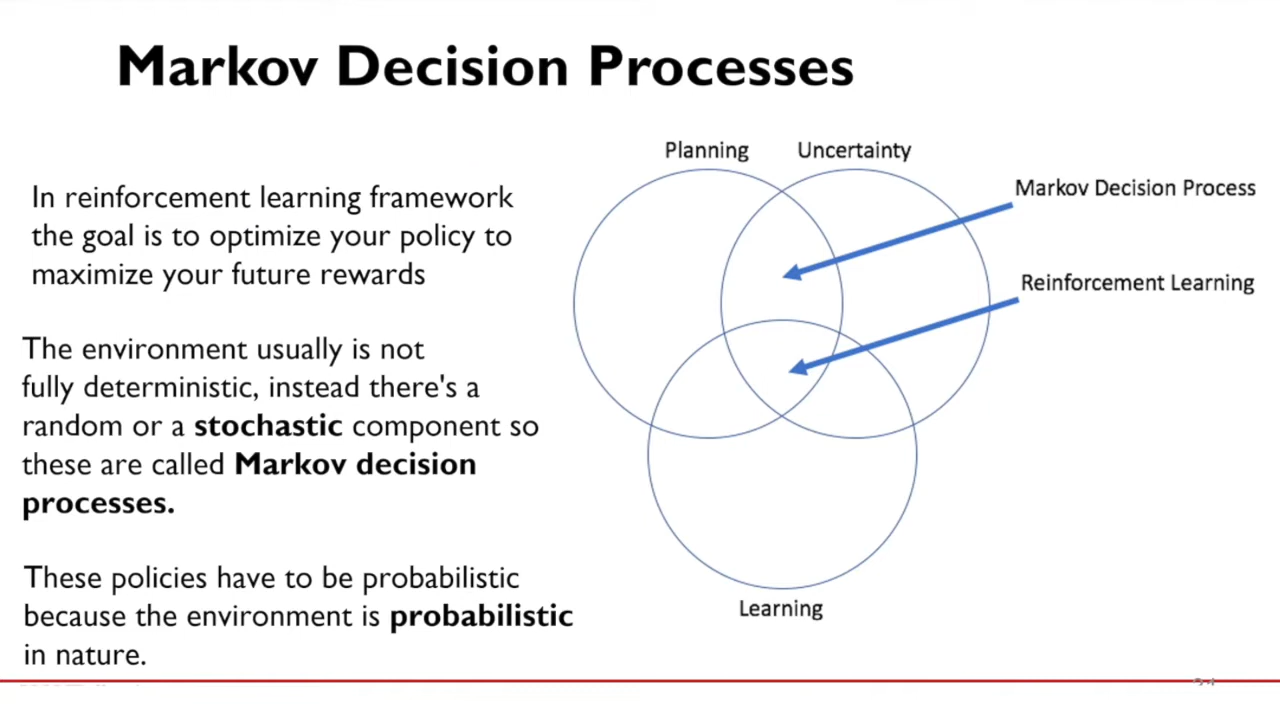 Markov Decision Processes
In reinforcement learning framework
the goal is to optimize your policy to
maximize your future rewards
The environment usually is not
fully deterministic, instead there's a
random or a stochastic component so
these are called Markov decision
processes.
These policies have to be probabilistic
because the environment is probabilistic
in nature.
Planning
Uncertainty
Markov Decision Process
Reinforcement Learning
Learning